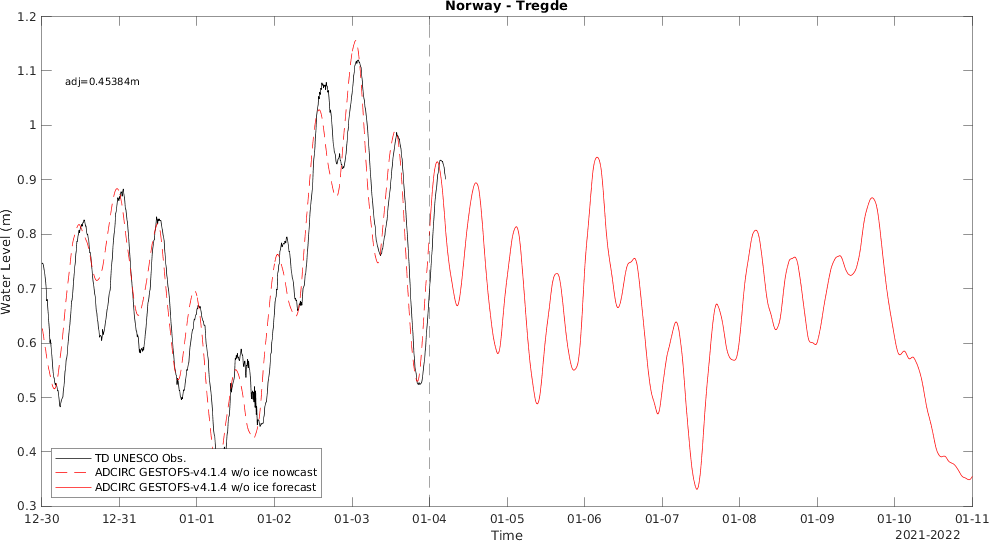 Norway - Tregde
1.2
1.1
1
0.9
0.8
0.7
0.6
0.5
0.4
0.3
Water Level (m)
adj=0.45384m
TD UNESCO Obs.
ADCIRC GESTOFS-v4.1.4 w/o ice nowcast
ADCIRC GESTOFS-v4.1.4 w/o ice forecast
12-30 12-31 01-01 01-02 01-03 01-04 01-05 01-06 01-07 01-08 01-09 01-10 01-11
Time
2021-2022